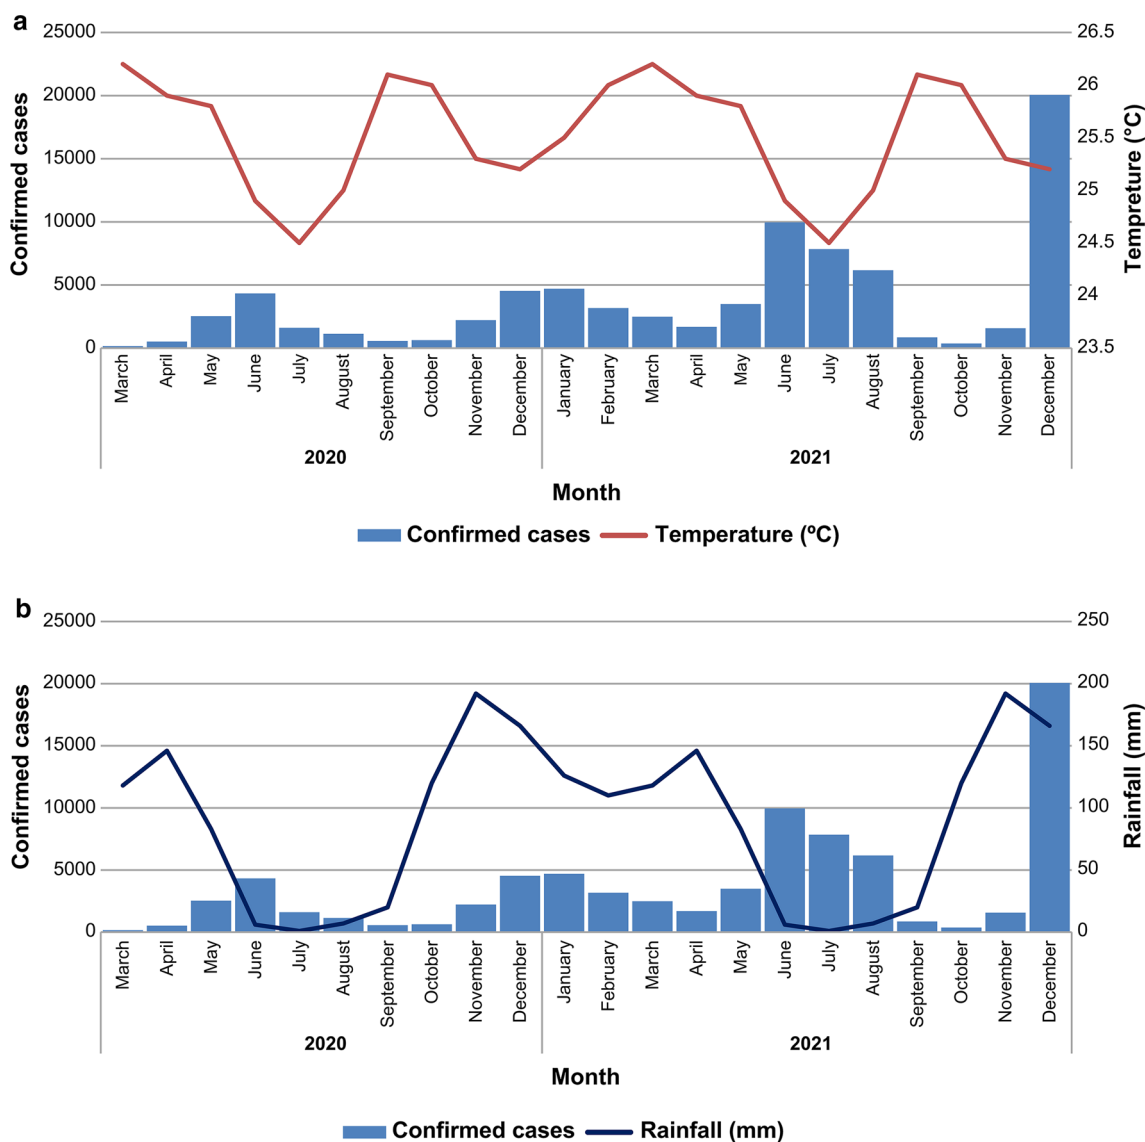 a
25000
20000
15000
10000
5000
0
Confirmed cases
26.5
26
25.5
25
24.5
24
23.5
Tempreture (°C)
March
April
May
June
July
August
September
October
November
December
January
February
March
April
May
June
July
August
September
October
November
December
2020
2021
Month
Confirmed cases
Temperature (ºC)
b
25000
20000
15000
10000
5000
0
Confirmed cases
250
200
150
100
50
0
Rainfall (mm)
March
April
May
June
July
August
September
October
November
December
January
February
March
April
May
June
July
August
September
October
November
December
2020
2021
Month
Confirmed cases
Rainfall (mm)